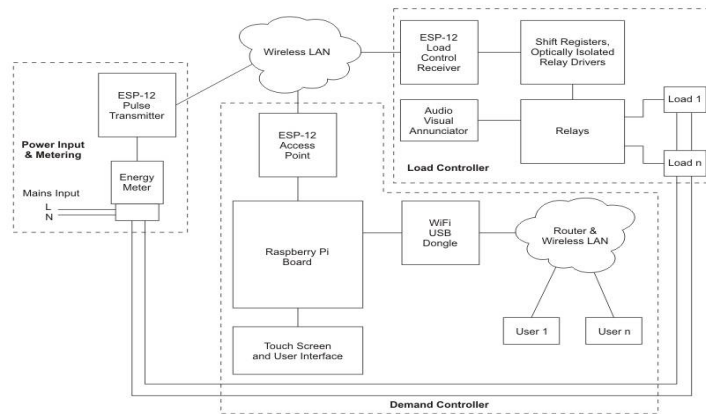 Wireless LAN
ESP-12
Load
Control
Receiver
Shift Registers,
Optically Isolated
Relay Drivers
ESP-12
Pulse
Transmitter
Load 1
Audio
Visual
Annunciator
Relays
ESP-12
Access
Point
Power Input
& Metering
Load n
Load Controller
Energy
Meter
Mains Input
L
N
WiFi
USB
Dongle
Router &
Wireless LAN
Raspberry Pi
Board
User 1
User n
Touch Screen
and User Interface
Demand Controller